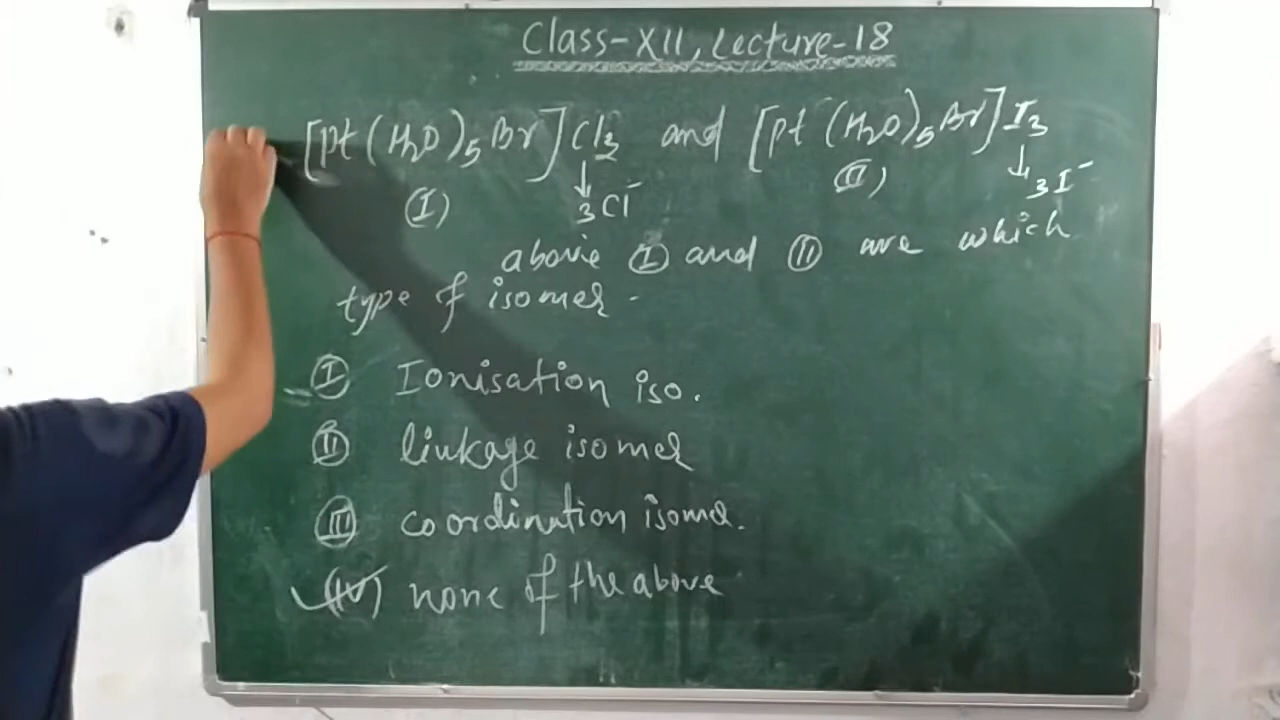 Class-XII, Lecture-18
[Pt(H₂O)₅Br]Cl₃ and [Pt(H₂O)₅Br]I₃
↓ ↓
(I) 3Cl⁻ (II) 3I⁻
above (I) and (II) are which
type of isomer -
(I) Ionisation iso.
(II) linkage isomer
(III) coordination isomer.
(IV) none of the above